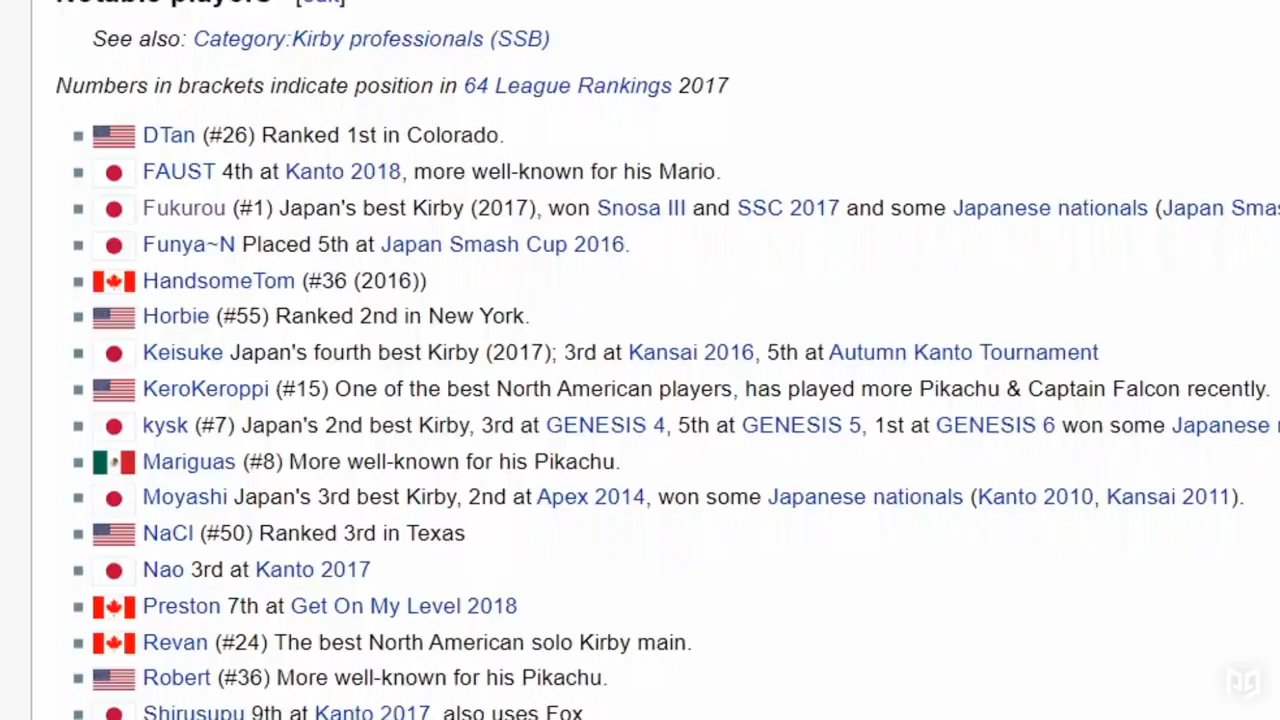 Notable players [edit]
See also: Category:Kirby professionals (SSB)
Numbers in brackets indicate position in 64 League Rankings 2017
DTan (#26) Ranked 1st in Colorado.
FAUST 4th at Kanto 2018, more well-known for his Mario.
Fukurou (#1) Japan's best Kirby (2017), won Snosa III and SSC 2017 and some Japanese nationals (Japan Smas
Funya~N Placed 5th at Japan Smash Cup 2016.
HandsomeTom (#36 (2016))
Horbie (#55) Ranked 2nd in New York.
Keisuke Japan's fourth best Kirby (2017); 3rd at Kansai 2016, 5th at Autumn Kanto Tournament
KeroKeroppi (#15) One of the best North American players, has played more Pikachu & Captain Falcon recently.
kysk (#7) Japan's 2nd best Kirby, 3rd at GENESIS 4, 5th at GENESIS 5, 1st at GENESIS 6 won some Japanese
Mariguas (#8) More well-known for his Pikachu.
Moyashi Japan's 3rd best Kirby, 2nd at Apex 2014, won some Japanese nationals (Kanto 2010, Kansai 2011).
NaCl (#50) Ranked 3rd in Texas
Nao 3rd at Kanto 2017
Preston 7th at Get On My Level 2018
Revan (#24) The best North American solo Kirby main.
Robert (#36) More well-known for his Pikachu.
Shirusupu 9th at Kanto 2017, also uses Fox